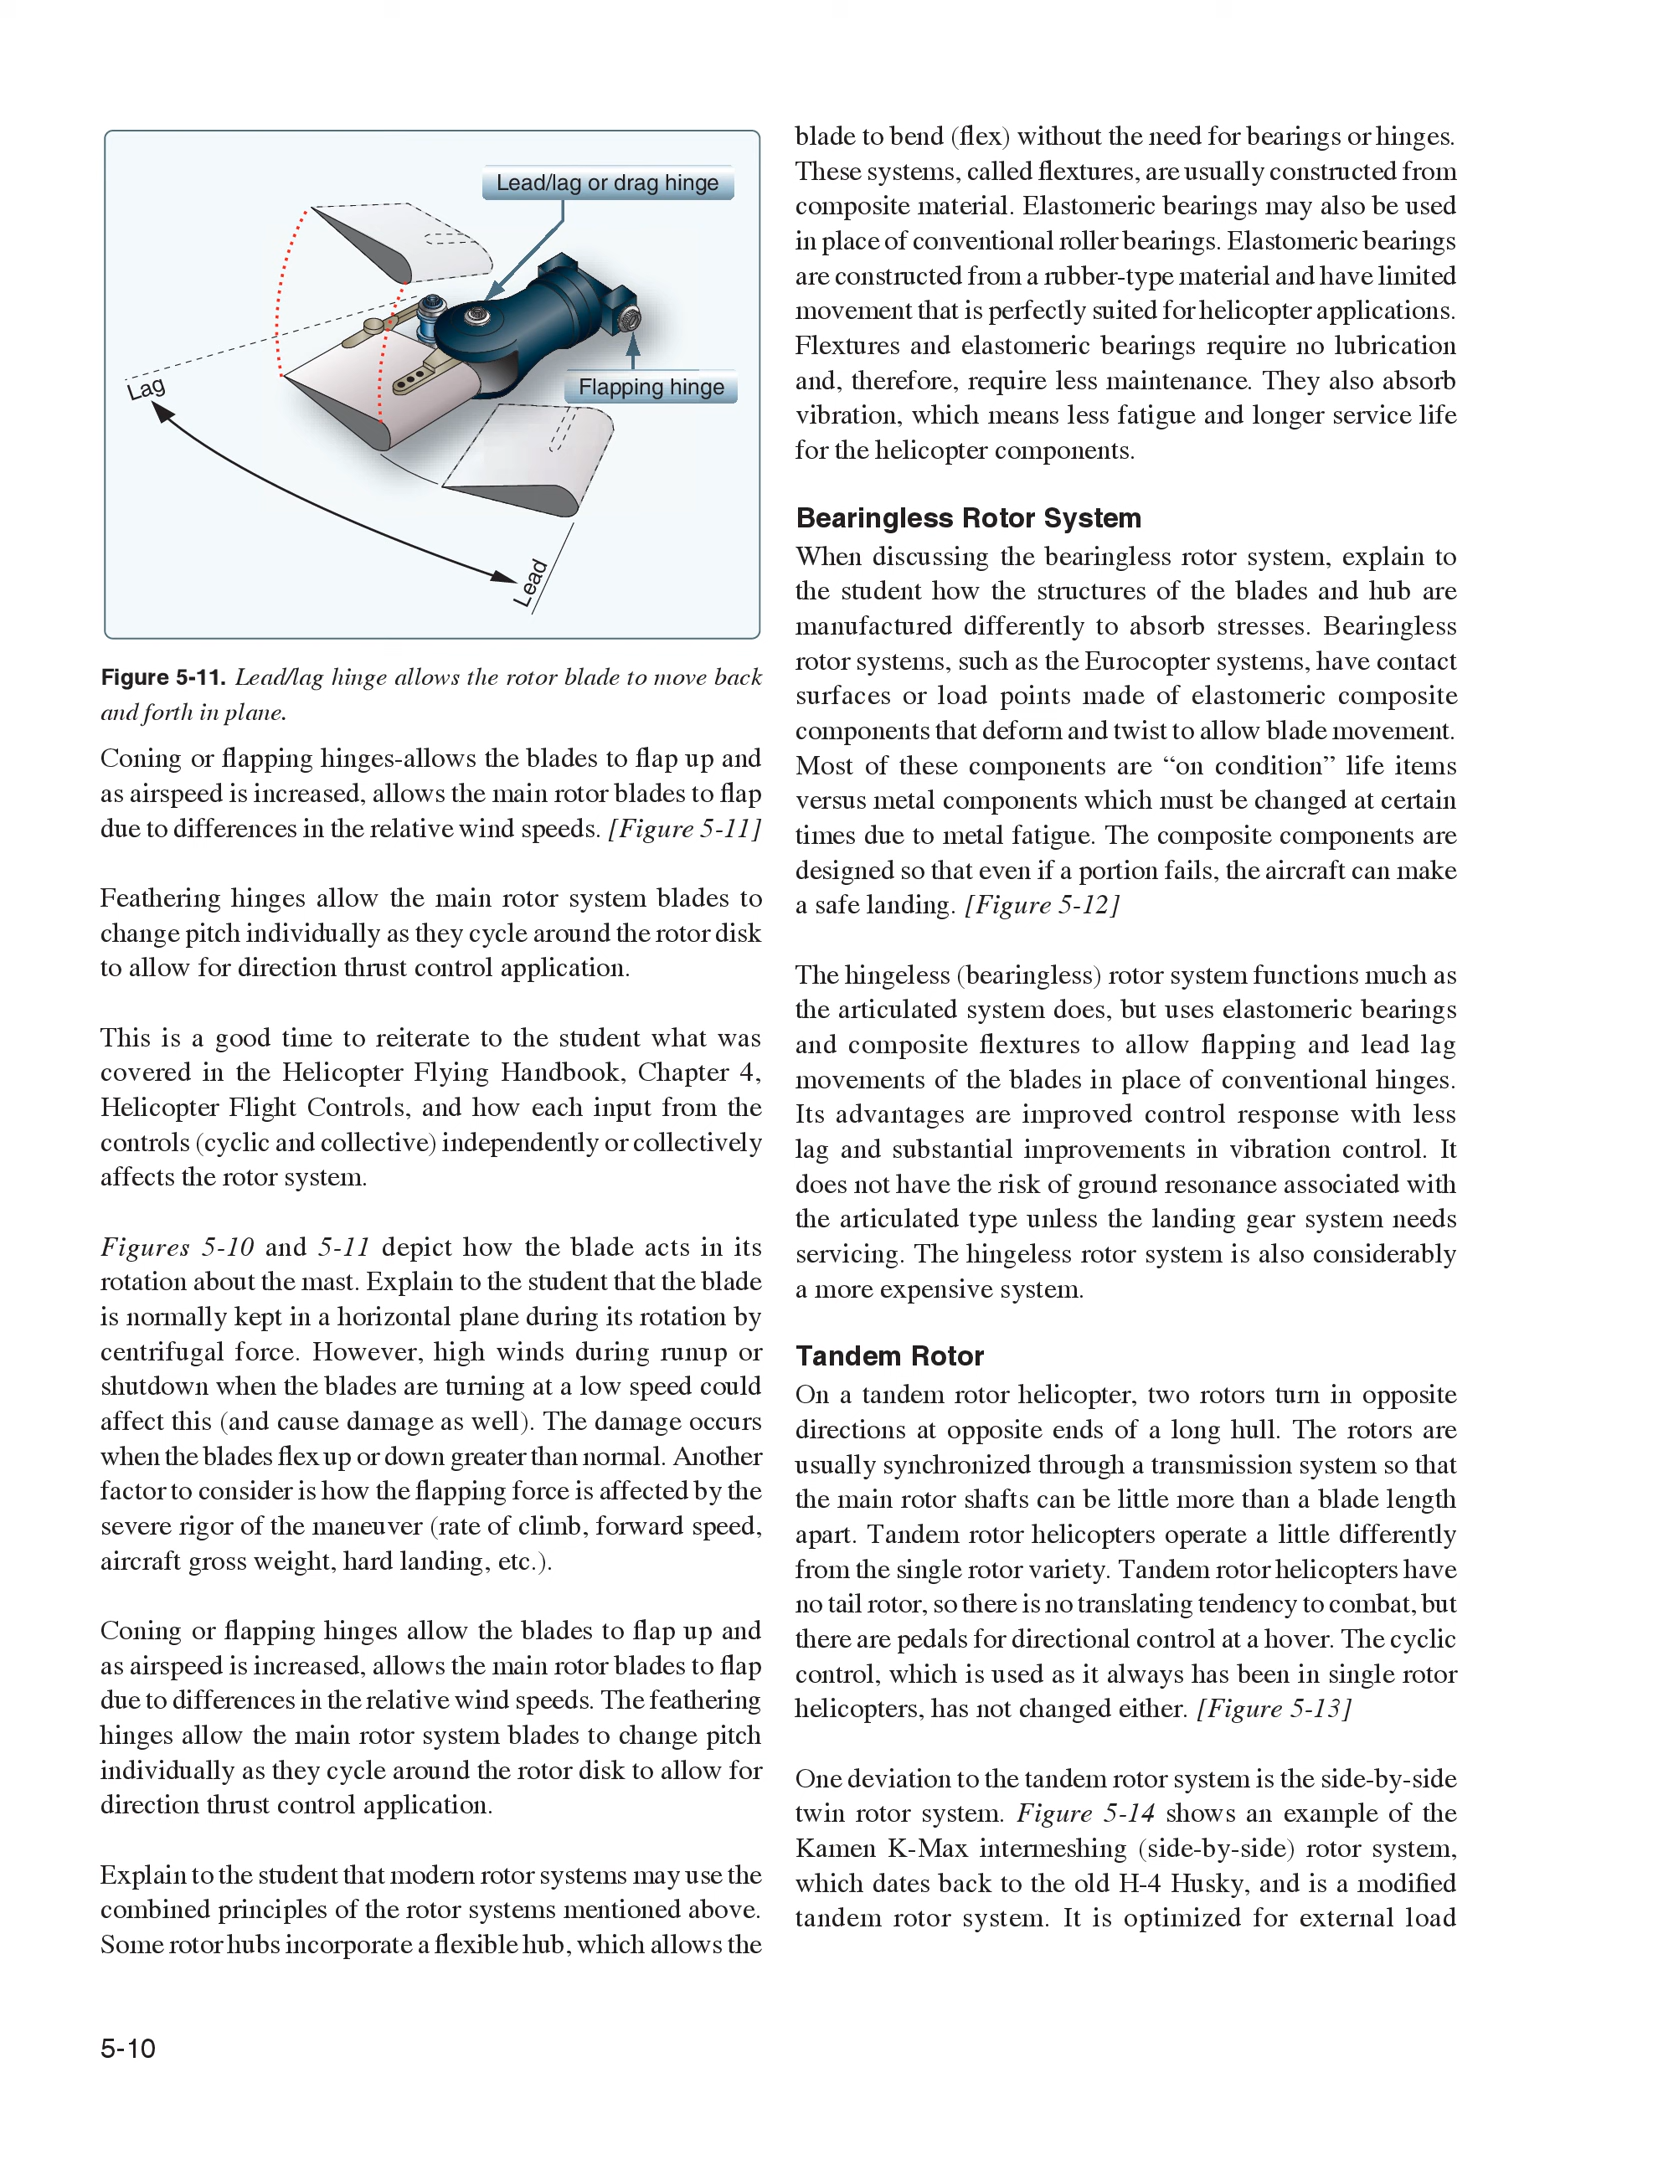 Lead/lag or drag hinge
Flapping hinge
Lag
Lead
Figure 5-11. Lead/lag hinge allows the rotor blade to move back
and forth in plane.
Coning or flapping hinges-allows the blades to flap up and
as airspeed is increased, allows the main rotor blades to flap
due to differences in the relative wind speeds. [Figure 5-11]
Feathering hinges allow the main rotor system blades to
change pitch individually as they cycle around the rotor disk
to allow for direction thrust control application.
This is a good time to reiterate to the student what was
covered in the Helicopter Flying Handbook, Chapter 4,
Helicopter Flight Controls, and how each input from the
controls (cyclic and collective) independently or collectively
affects the rotor system.
Figures 5-10 and 5-11 depict how the blade acts in its
rotation about the mast. Explain to the student that the blade
is normally kept in a horizontal plane during its rotation by
centrifugal force. However, high winds during runup or
shutdown when the blades are turning at a low speed could
affect this (and cause damage as well). The damage occurs
when the blades flex up or down greater than normal. Another
factor to consider is how the flapping force is affected by the
severe rigor of the maneuver (rate of climb, forward speed,
aircraft gross weight, hard landing, etc.).
Coning or flapping hinges allow the blades to flap up and
as airspeed is increased, allows the main rotor blades to flap
due to differences in the relative wind speeds. The feathering
hinges allow the main rotor system blades to change pitch
individually as they cycle around the rotor disk to allow for
direction thrust control application.
Explain to the student that modern rotor systems may use the
combined principles of the rotor systems mentioned above.
Some rotor hubs incorporate a flexible hub, which allows the
blade to bend (flex) without the need for bearings or hinges.
These systems, called flextures, are usually constructed from
composite material. Elastomeric bearings may also be used
in place of conventional roller bearings. Elastomeric bearings
are constructed from a rubber-type material and have limited
movement that is perfectly suited for helicopter applications.
Flextures and elastomeric bearings require no lubrication
and, therefore, require less maintenance. They also absorb
vibration, which means less fatigue and longer service life
for the helicopter components.
Bearingless Rotor System
When discussing the bearingless rotor system, explain to
the student how the structures of the blades and hub are
manufactured differently to absorb stresses. Bearingless
rotor systems, such as the Eurocopter systems, have contact
surfaces or load points made of elastomeric composite
components that deform and twist to allow blade movement.
Most of these components are “on condition” life items
versus metal components which must be changed at certain
times due to metal fatigue. The composite components are
designed so that even if a portion fails, the aircraft can make
a safe landing. [Figure 5-12]
The hingeless (bearingless) rotor system functions much as
the articulated system does, but uses elastomeric bearings
and composite flextures to allow flapping and lead lag
movements of the blades in place of conventional hinges.
Its advantages are improved control response with less
lag and substantial improvements in vibration control. It
does not have the risk of ground resonance associated with
the articulated type unless the landing gear system needs
servicing. The hingeless rotor system is also considerably
a more expensive system.
Tandem Rotor
On a tandem rotor helicopter, two rotors turn in opposite
directions at opposite ends of a long hull. The rotors are
usually synchronized through a transmission system so that
the main rotor shafts can be little more than a blade length
apart. Tandem rotor helicopters operate a little differently
from the single rotor variety. Tandem rotor helicopters have
no tail rotor, so there is no translating tendency to combat, but
there are pedals for directional control at a hover. The cyclic
control, which is used as it always has been in single rotor
helicopters, has not changed either. [Figure 5-13]
One deviation to the tandem rotor system is the side-by-side
twin rotor system. Figure 5-14 shows an example of the
Kamen K-Max intermeshing (side-by-side) rotor system,
which dates back to the old H-4 Husky, and is a modified
tandem rotor system. It is optimized for external load
5-10